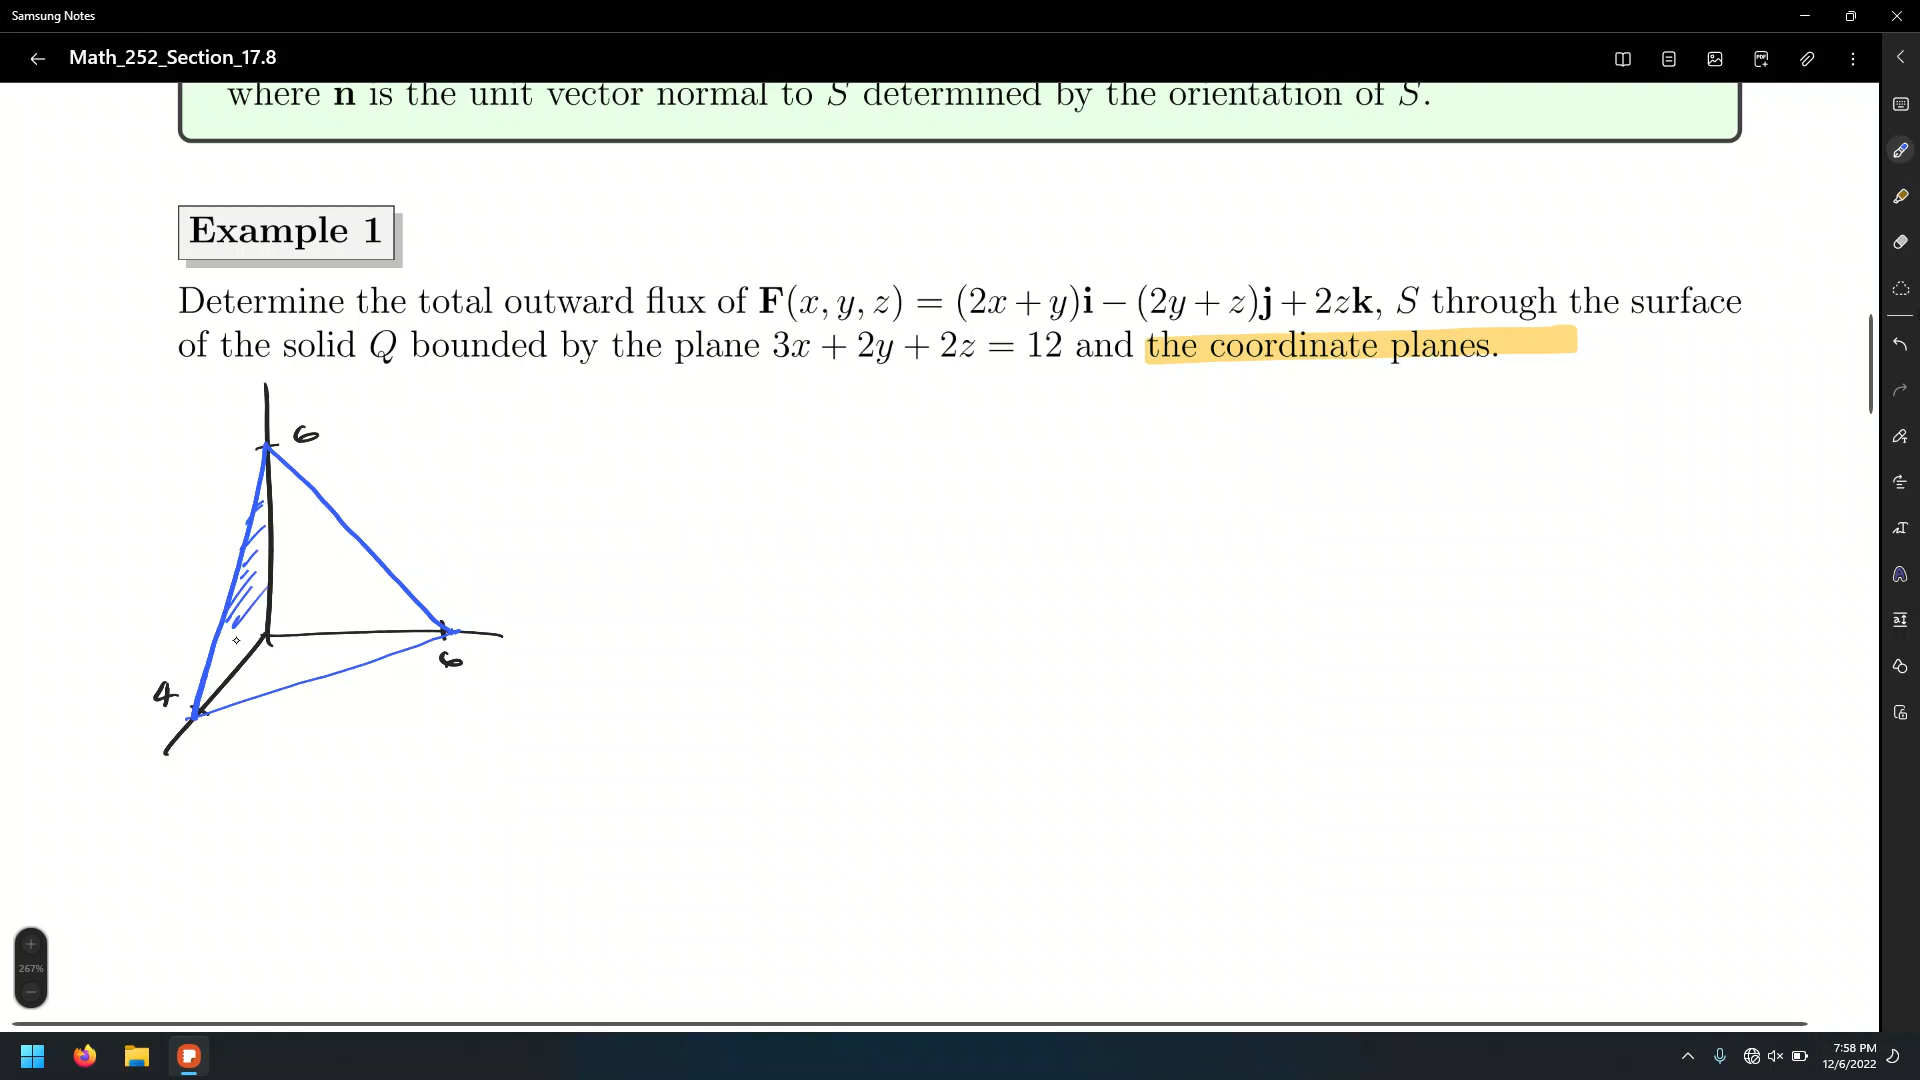 Samsung Notes
Math_252_Section_17.8
where n is the unit vector normal to S determined by the orientation of S.
Example 1
Determine the total outward flux of F(x, y, z) = (2x + y)i − (2y + z)j + 2zk, S through the surface
of the solid Q bounded by the plane 3x + 2y + 2z = 12 and the coordinate planes.
6
6
4
267%
7:58 PM
12/6/2022